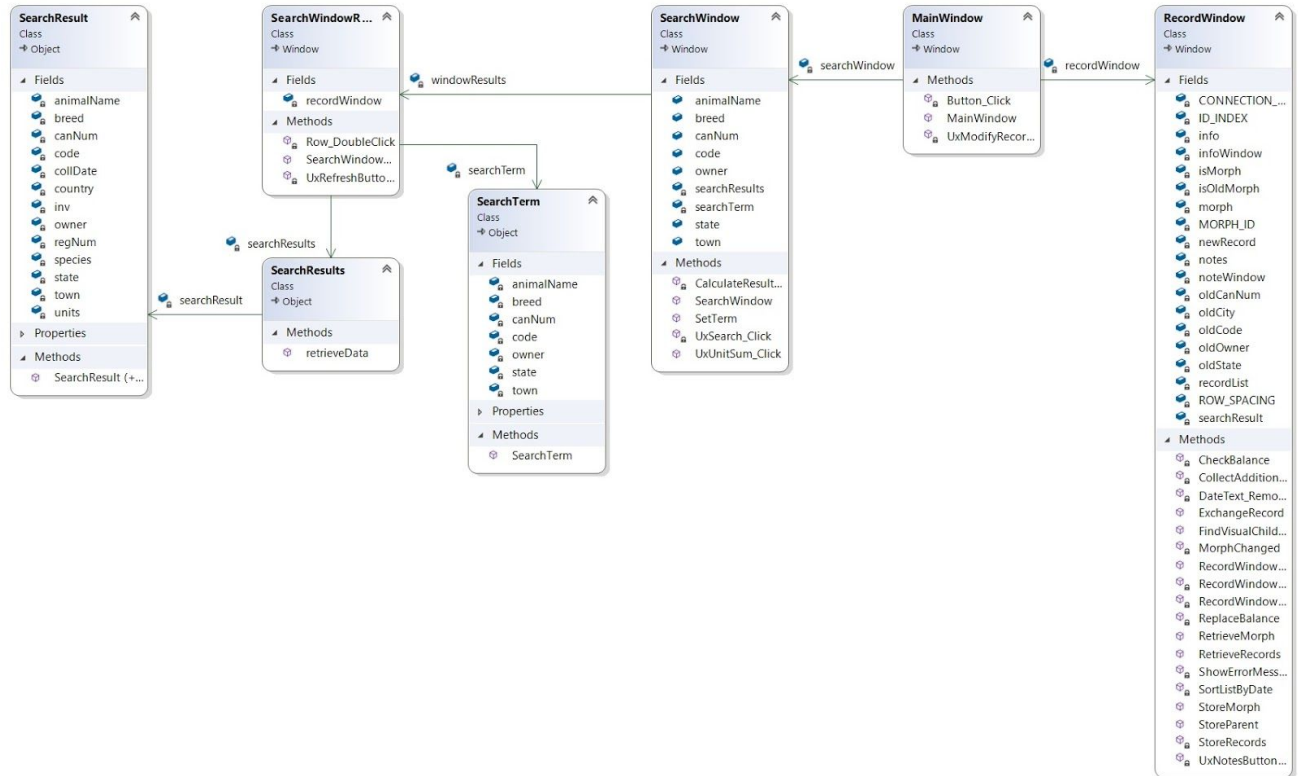 SearchResult
Class
Object
Fields
animalName
breed
canNum
code
collDate
country
inv
owner
regNum
species
state
town
units
Properties
Methods
SearchResult (+...
searchResult
SearchWindowR...
Class
Window
Fields
recordWindow
Methods
Row_DoubleClick
SearchWindow...
UxRefreshButto...
windowResults
searchTerm
searchResults
SearchResults
Class
Object
Methods
retrieveData
SearchTerm
Class
Object
Fields
animalName
breed
canNum
code
owner
state
town
Properties
Methods
SearchTerm
SearchWindow
Class
Window
Fields
animalName
breed
canNum
code
owner
searchResults
searchTerm
state
town
Methods
CalculateResult...
SearchWindow
SetTerm
UxSearch_Click
UxUnitSum_Click
searchWindow
MainWindow
Class
Window
Methods
Button_Click
MainWindow
UxModifyRecor...
recordWindow
RecordWindow
Class
Window
Fields
CONNECTION_...
ID_INDEX
info
infoWindow
isMorph
isOldMorph
morph
MORPH_ID
newRecord
notes
noteWindow
oldCanNum
oldCity
oldCode
oldOwner
oldState
recordList
ROW_SPACING
searchResult
Methods
CheckBalance
CollectAddition...
DateText_Remo...
ExchangeRecord
FindVisualChild...
MorphChanged
RecordWindow...
RecordWindow...
RecordWindow...
ReplaceBalance
RetrieveMorph
RetrieveRecords
ShowErrorMess...
SortListByDate
StoreMorph
StoreParent
StoreRecords
UxNotesButton...